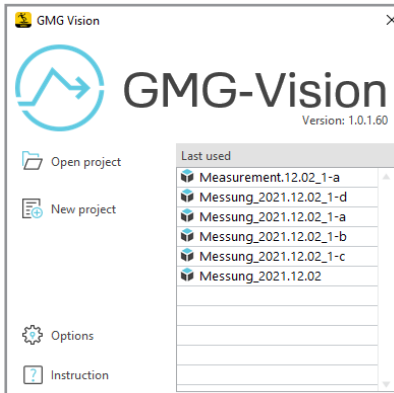 GMG Vision
GMG-Vision
Version: 1.0.1.60
Open project
New project
Options
Instruction
Last used
Measurement.12.02_1-a
Messung_2021.12.02_1-d
Messung_2021.12.02_1-a
Messung_2021.12.02_1-b
Messung_2021.12.02_1-c
Messung_2021.12.02